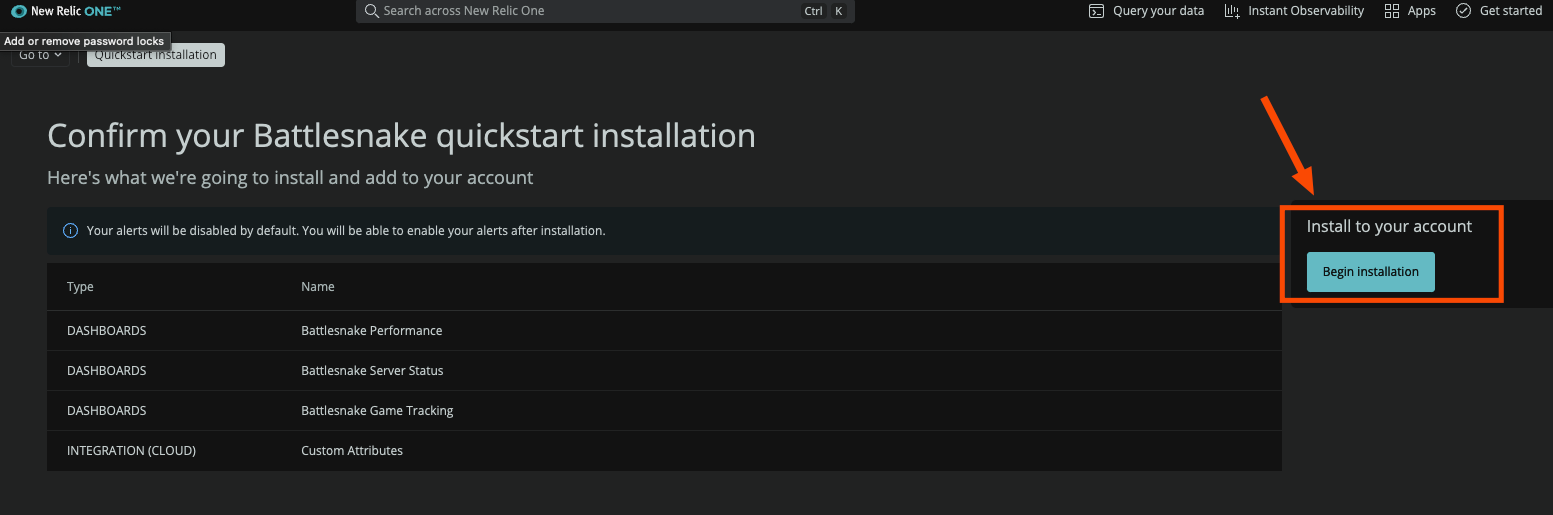 New Relic ONE™
Search across New Relic One
Ctrl K
Query your data
Instant Observability
Apps
Get started
Add or remove password locks
Go to
Quickstart installation
Confirm your Battlesnake quickstart installation
Here's what we're going to install and add to your account
Your alerts will be disabled by default. You will be able to enable your alerts after installation.
Install to your account
Begin installation
Type Name
DASHBOARDS Battlesnake Performance
DASHBOARDS Battlesnake Server Status
DASHBOARDS Battlesnake Game Tracking
INTEGRATION (CLOUD) Custom Attributes